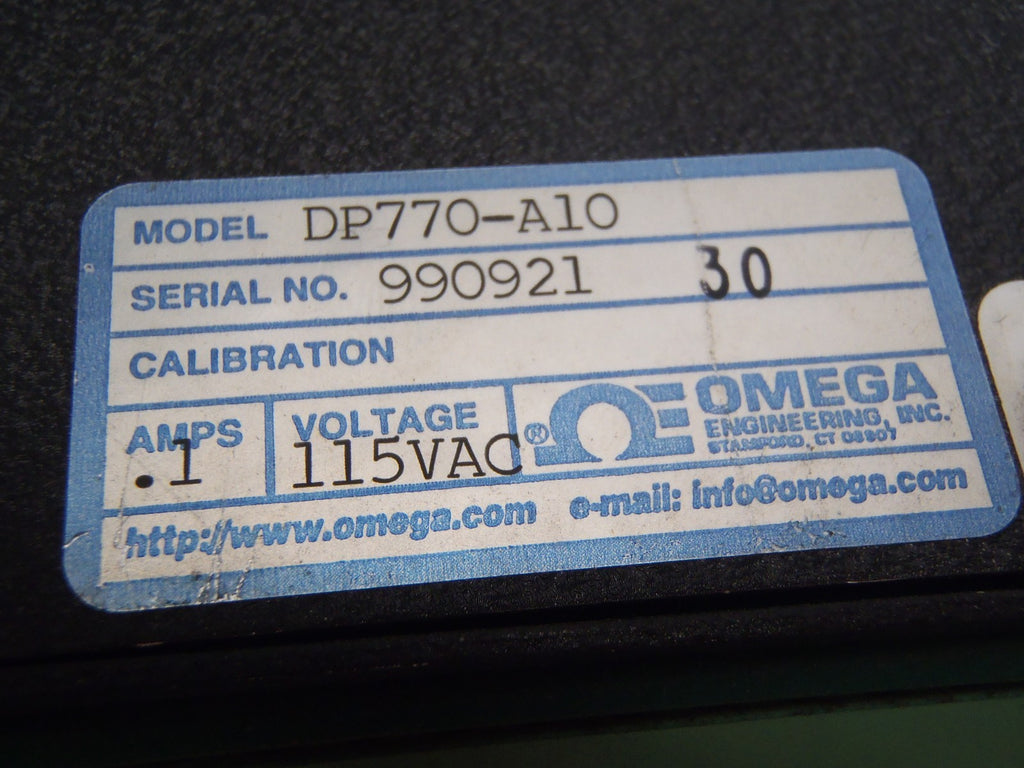 MODEL DP770-A10
SERIAL NO. 990921 30
CALIBRATION
AMPS .1
VOLTAGE 115VAC
® OMEGA
ENGINEERING, INC.
STAMFORD, CT 06907
http://www.omega.com e-mail: info@omega.com